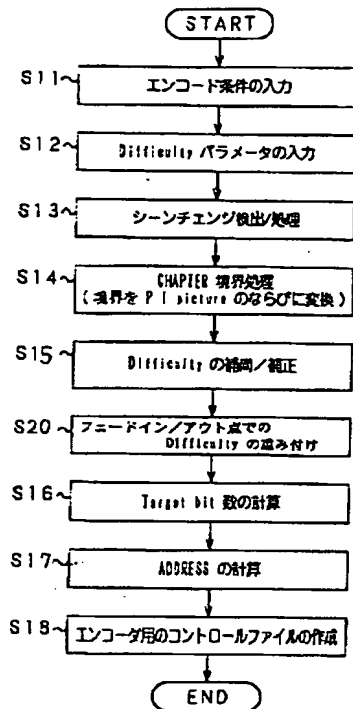 START
S11
エンコード条件の入力
S12
Difficulty パラメータの入力
S13
シーンチェンジ検出/処理
S14
CHAPTER 境界処理
( 境界を P I picture のならびに変換 )
S15
Difficulty の補間/補正
S20
フェードイン/アウト点での
Difficulty の重み付け
S16
Target bit 数の計算
S17
ADDRESS の計算
S18
エンコーダ用のコントロールファイルの作成
END